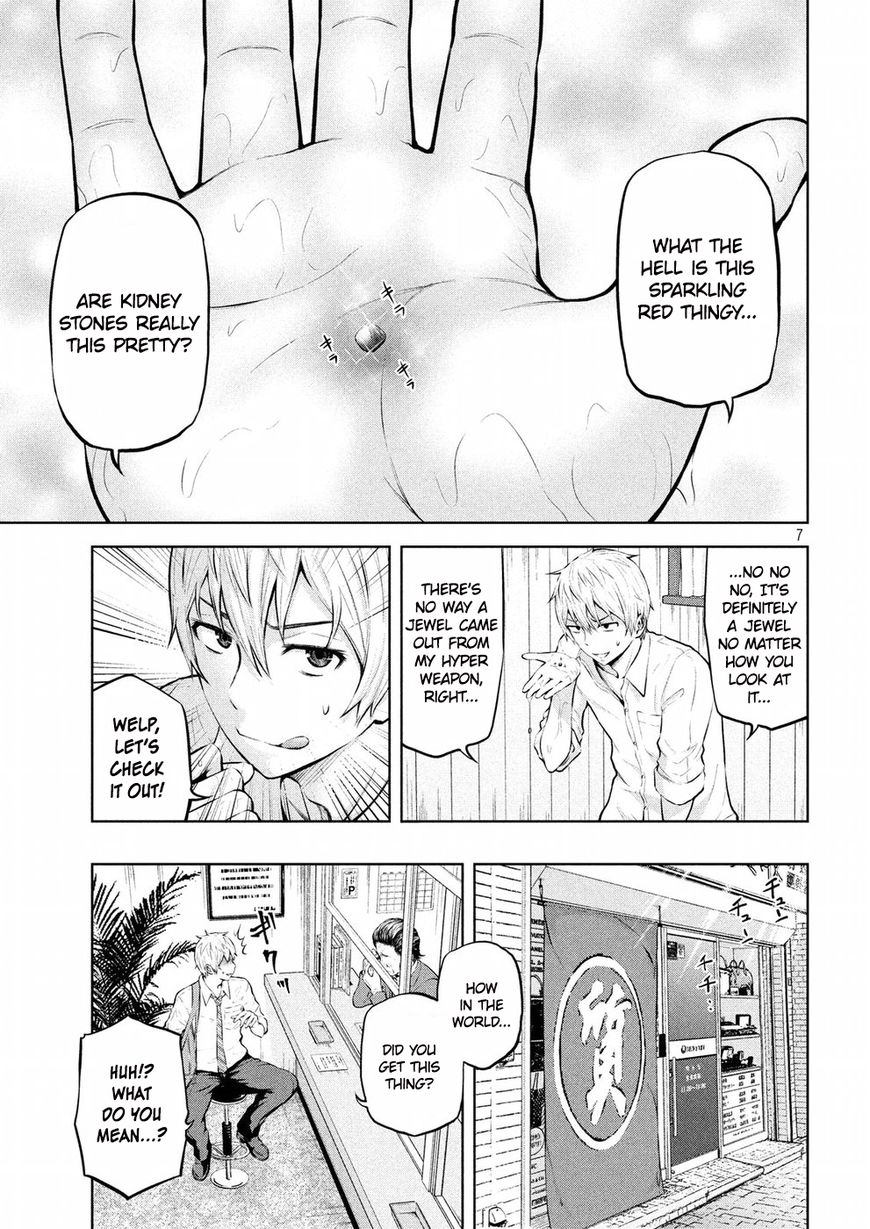 WHAT THE
HELL IS THIS
SPARKLING
RED THINGY...
ARE KIDNEY
STONES REALLY
THIS PRETTY?
キラ
キラ
キラ
7
...NO NO
NO, IT'S
DEFINITELY
A JEWEL
NO MATTER
HOW YOU
LOOK AT
IT...
THERE'S
NO WAY A
JEWEL CAME
OUT FROM
MY HYPER
WEAPON,
RIGHT...
WELP,
LET'S
CHECK
IT OUT!
チュン
チュン
チチ...
質
P
HOW
IN THE
WORLD...
DID YOU
GET THIS
THING?
ギクッ
HUH!?
WHAT
DO YOU
MEAN...?